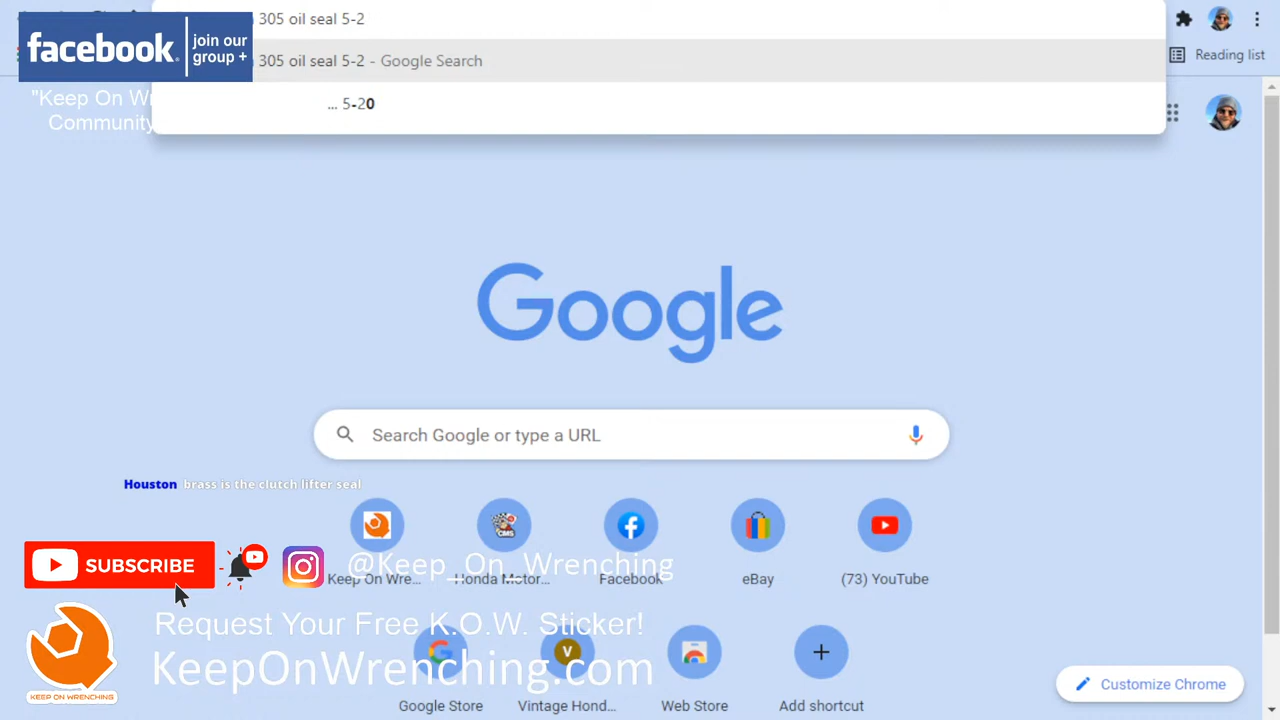 305 oil seal 5-2
facebook.
join our
group +
305 oil seal 5-2 - Google Search
Reading list
"Keep On
Community
... 5-20
Google
Search Google or type a URL
Houston brass is the clutch lifter seal
SUBSCRIBE
@Keep_On_Wrenching
Keep On Wre...
Honda Motor...
Facebook
eBay
(73) YouTube
Request Your Free K.O.W. Sticker!
KeepOnWrenching.com
KEEP ON WRENCHING
Google Store
Vintage Hond...
Web Store
Add shortcut
Customize Chrome